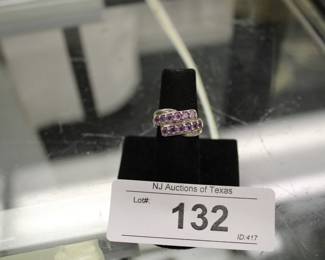 NJ Auctions of Texas
Lot#:
132
ID:417